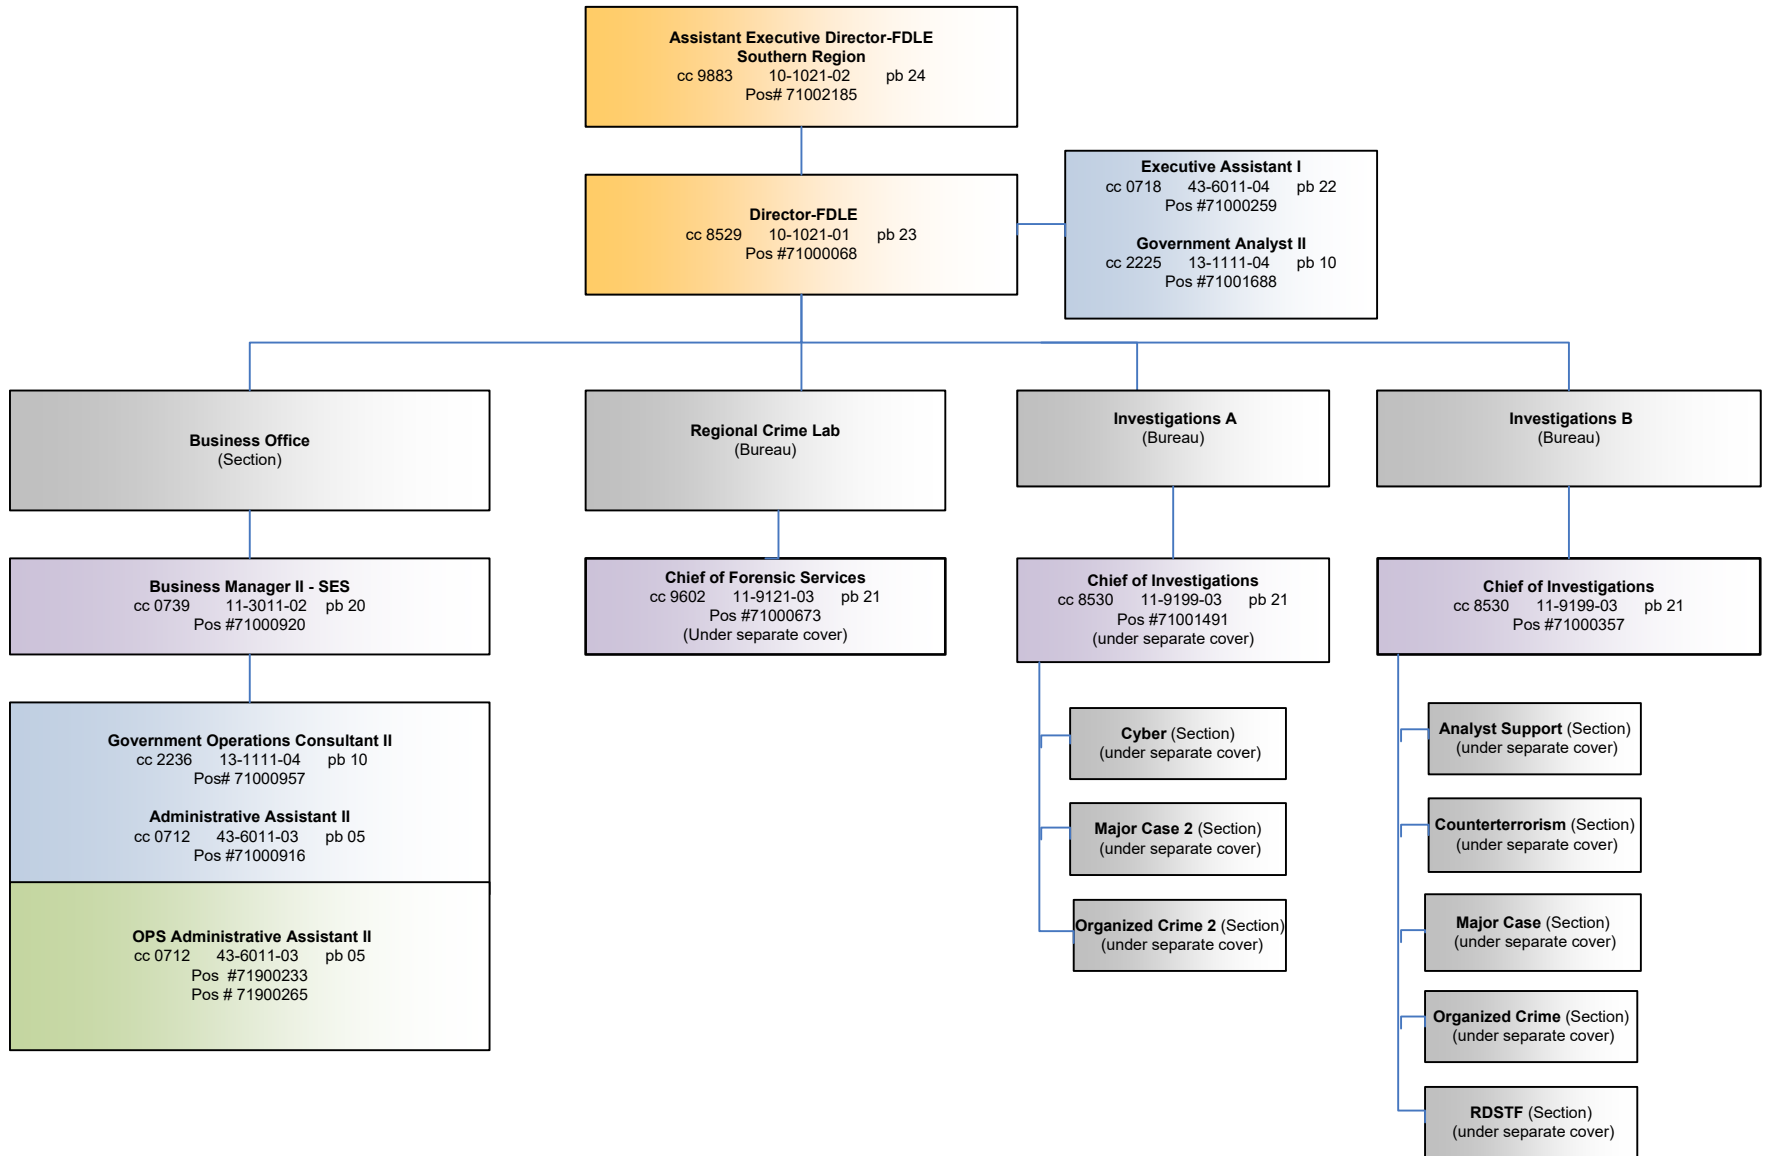 Assistant Executive Director-FDLE
Southern Region
cc 9883 10-1021-02 pb 24
Pos# 71002185
Director-FDLE
cc 8529 10-1021-01 pb 23
Pos #71000068
Executive Assistant I
cc 0718 43-6011-04 pb 22
Pos #71000259
Government Analyst II
cc 2225 13-1111-04 pb 10
Pos #71001688
Business Office
(Section)
Business Manager II - SES
cc 0739 11-3011-02 pb 20
Pos #71000920
Government Operations Consultant II
cc 2236 13-1111-04 pb 10
Pos# 71000957
Administrative Assistant II
cc 0712 43-6011-03 pb 05
Pos #71000916
OPS Administrative Assistant II
cc 0712 43-6011-03 pb 05
Pos #71900233
Pos # 71900265
Regional Crime Lab
(Bureau)
Chief of Forensic Services
cc 9602 11-9121-03 pb 21
Pos #71000673
(Under separate cover)
Investigations A
(Bureau)
Chief of Investigations
cc 8530 11-9199-03 pb 21
Pos #71001491
(under separate cover)
Cyber (Section)
(under separate cover)
Major Case 2 (Section)
(under separate cover)
Organized Crime 2 (Section)
(under separate cover)
Investigations B
(Bureau)
Chief of Investigations
cc 8530 11-9199-03 pb 21
Pos #71000357
Analyst Support (Section)
(under separate cover)
Counterterrorism (Section)
(under separate cover)
Major Case (Section)
(under separate cover)
Organized Crime (Section)
(under separate cover)
RDSTF (Section)
(under separate cover)